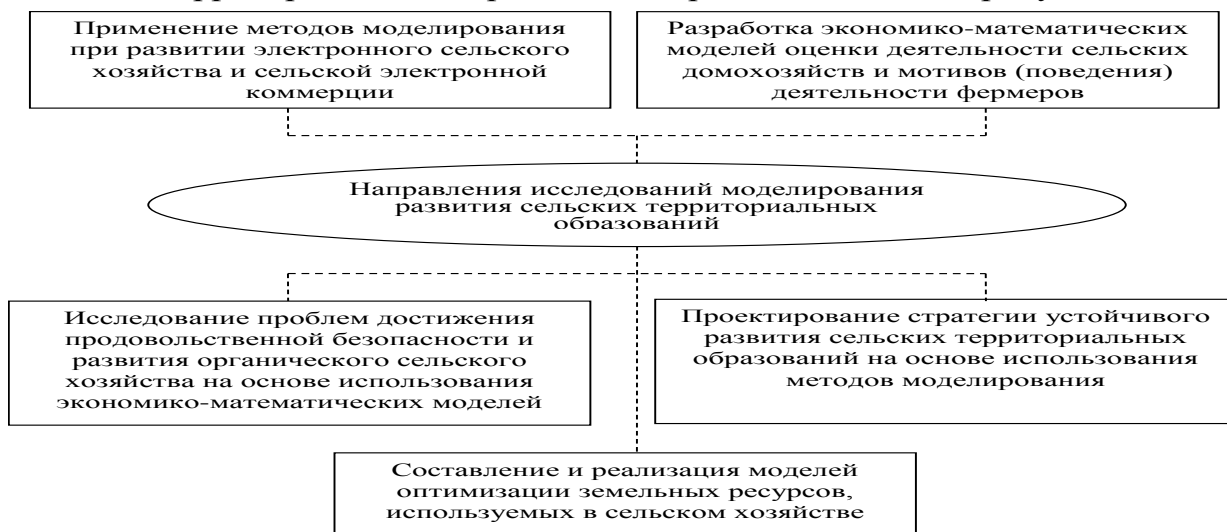 Применение методов моделирования
при развитии электронного сельского
хозяйства и сельской электронной
коммерции
Разработка экономико-математических
моделей оценки деятельности сельских
домохозяйств и мотивов (поведения)
деятельности фермеров
Направления исследований моделирования
развития сельских территориальных
образований
Исследование проблем достижения
продовольственной безопасности и
развития органического сельского
хозяйства на основе использования
экономико-математических моделей
Проектирование стратегии устойчивого
развития сельских территориальных
образований на основе использования
методов моделирования
Составление и реализация моделей
оптимизации земельных ресурсов,
используемых в сельском хозяйстве